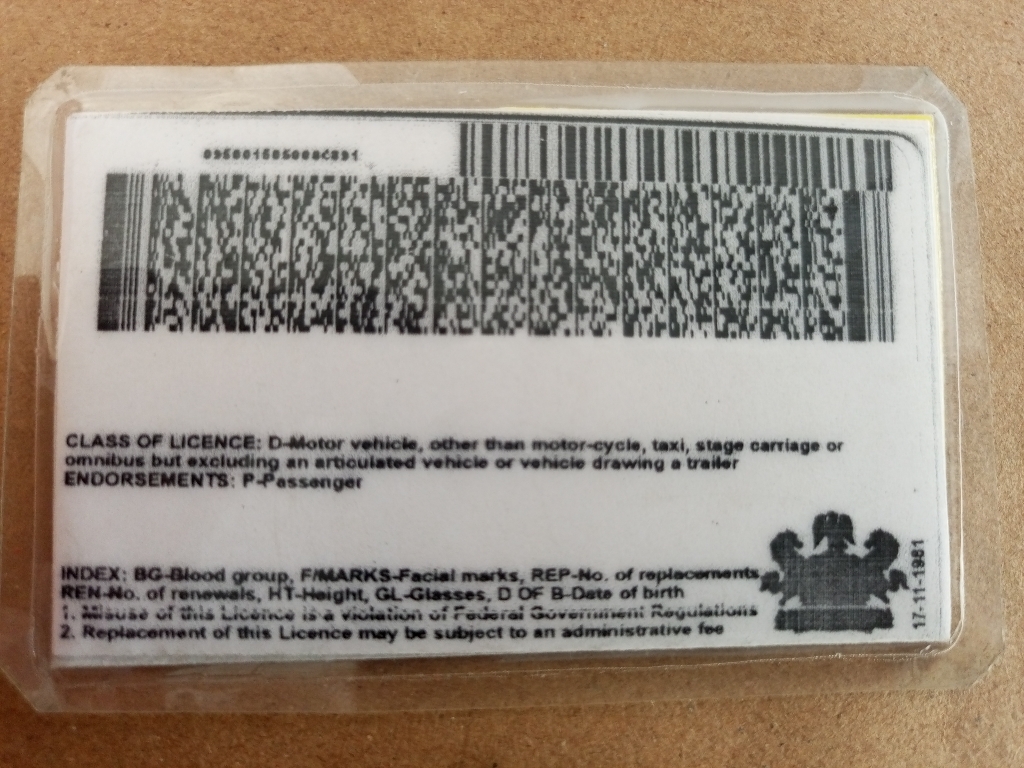 CLASS OF LICENCE: D-Motor vehicle, other than motor-cycle, taxi, stage carriage or
omnibus but excluding an articulated vehicle or vehicle drawing a trailer
ENDORSEMENTS: P-Passenger
INDEX: BG-Blood group, F/MARKS-Facial marks, REP-No. of replacements,
REN-No. of renewals, HT-Height, GL-Glasses, D OF B-Date of birth
1. Misuse of this Licence is a violation of Federal Government Regulations
2. Replacement of this Licence may be subject to an administrative fee
17-11-1981